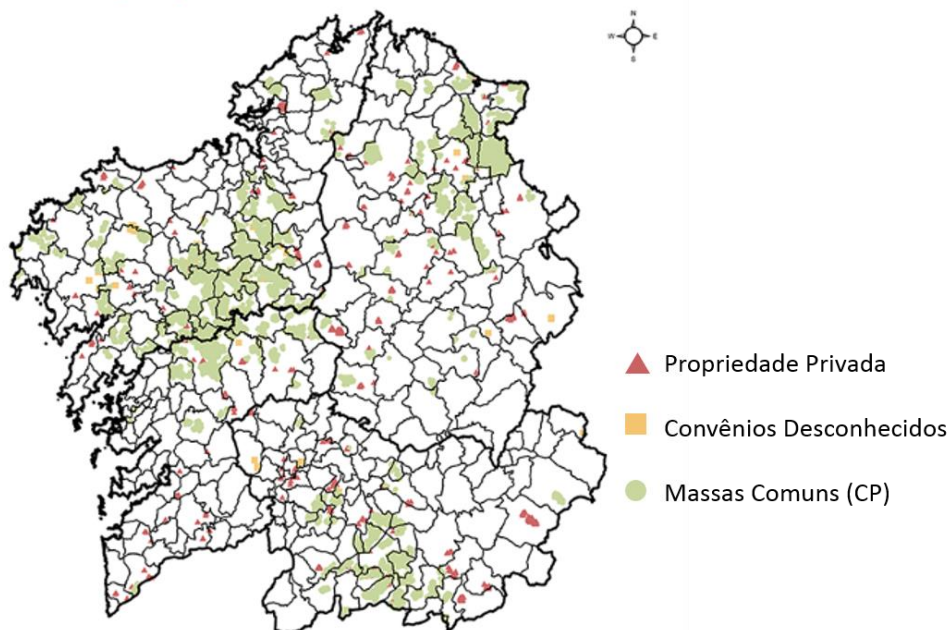 N
W E
S
Propriedade Privada
Convênios Desconhecidos
Massas Comuns (CP)